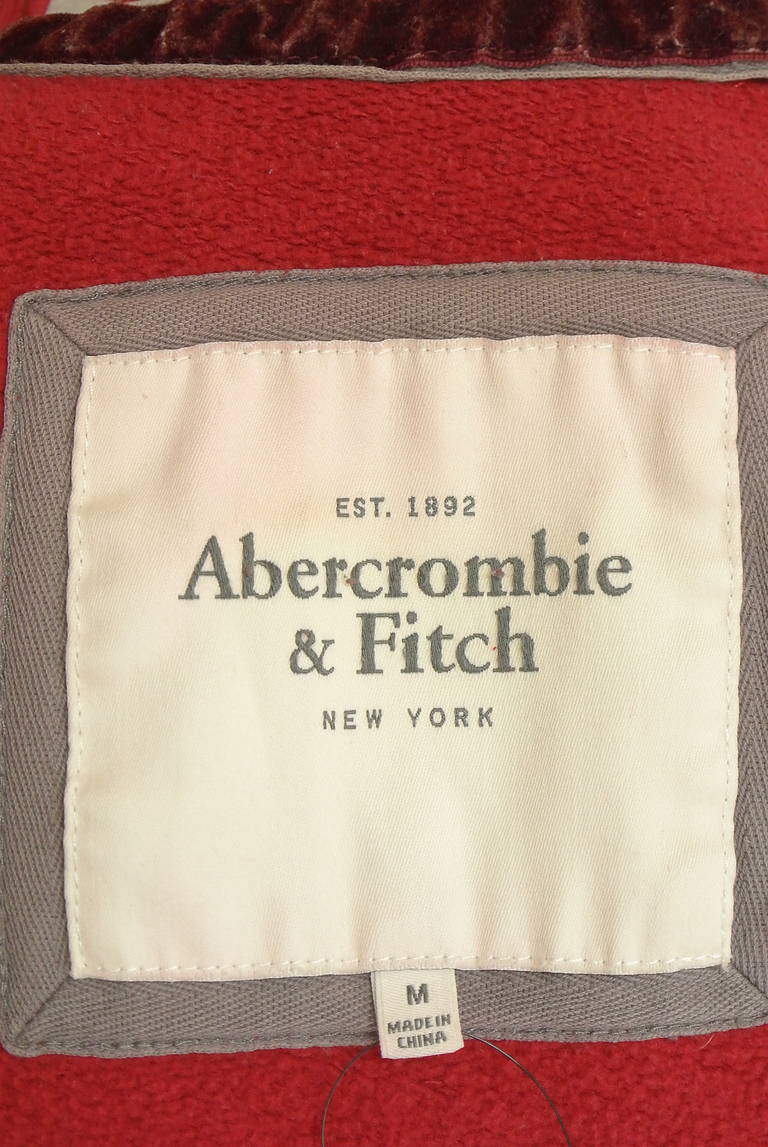 EST. 1892
Abercrombie
& Fitch
NEW YORK
M
MADE IN
CHINA